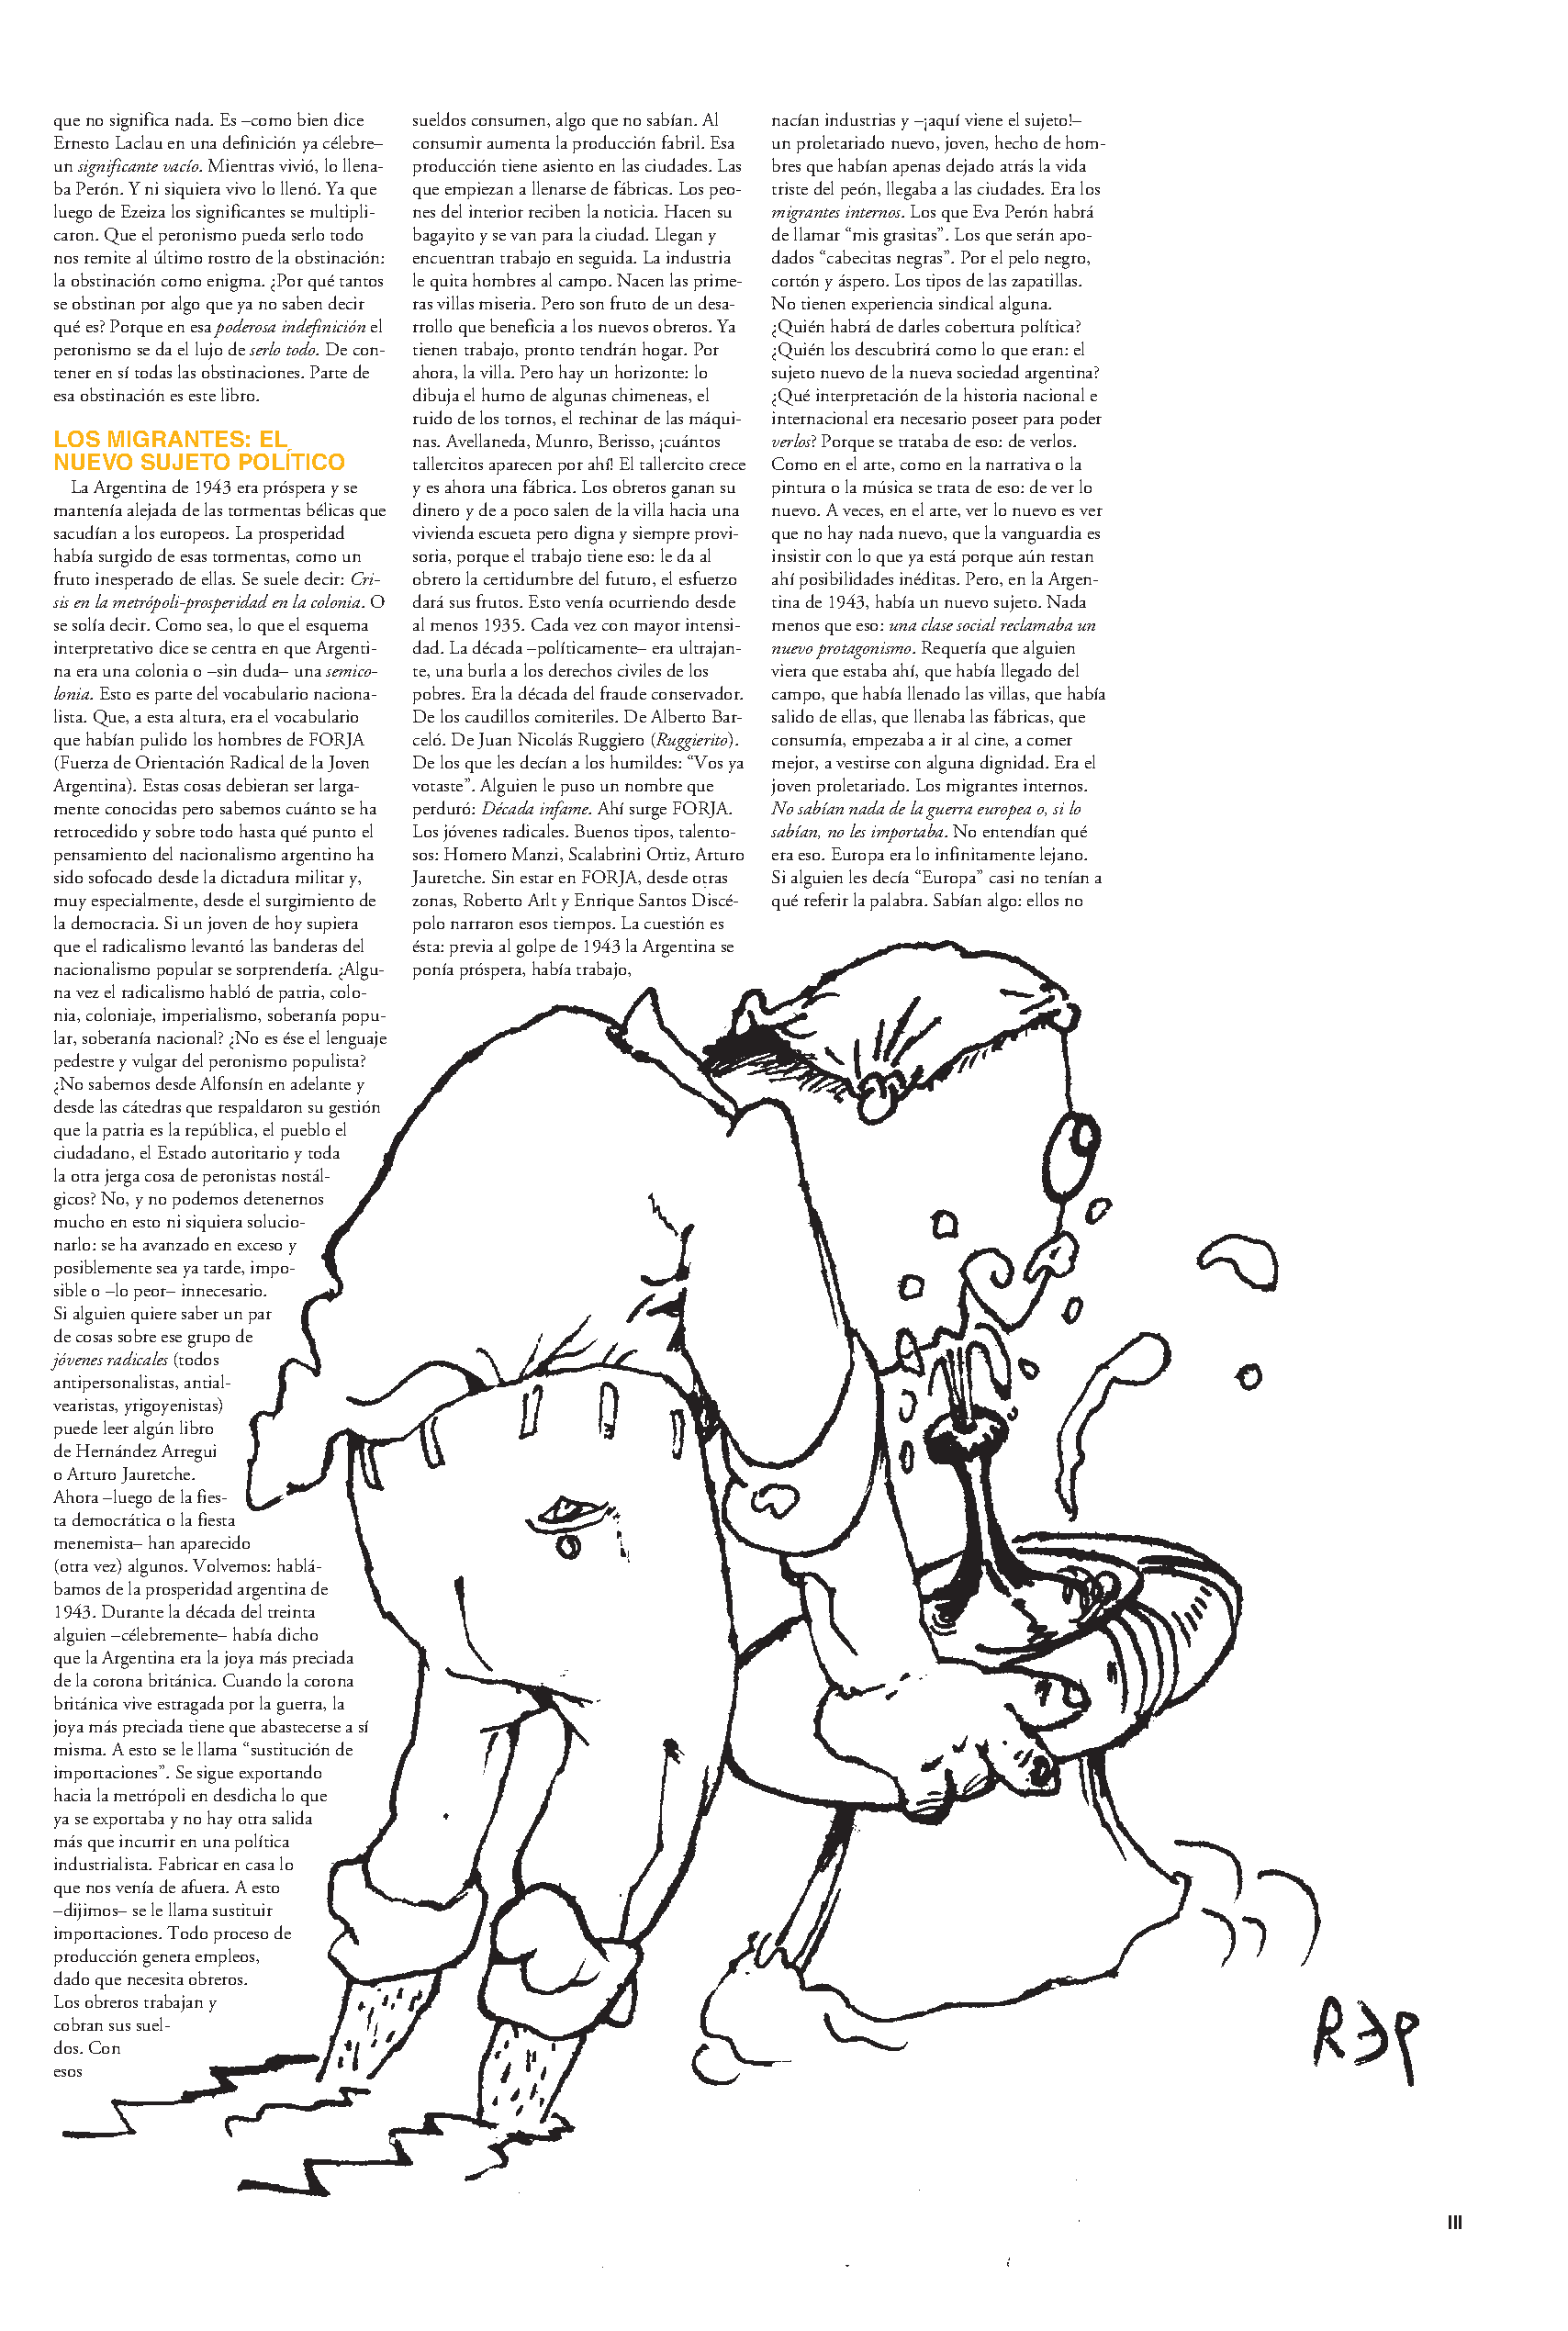 que no significa nada. Es –como bien dice
Ernesto Laclau en una definición ya célebre–
un significante vacío. Mientras vivió, lo llena-
ba Perón. Y ni siquiera vivo lo llenó. Ya que
luego de Ezeiza los significantes se multipli-
caron. Que el peronismo pueda serlo todo
nos remite al último rostro de la obstinación:
la obstinación como enigma. ¿Por qué tantos
se obstinan por algo que ya no saben decir
qué es? Porque en esa poderosa indefinición el
peronismo se da el lujo de serlo todo. De con-
tener en sí todas las obstinaciones. Parte de
esa obstinación es este libro.
LOS MIGRANTES: EL
NUEVO SUJETO POLÍTICO
La Argentina de 1943 era próspera y se
mantenía alejada de las tormentas bélicas que
sacudían a los europeos. La prosperidad
había surgido de esas tormentas, como un
fruto inesperado de ellas. Se suele decir: Cri-
sis en la metrópoli-prosperidad en la colonia. O
se solía decir. Como sea, lo que el esquema
interpretativo dice se centra en que Argenti-
na era una colonia o –sin duda– una semico-
lonia. Esto es parte del vocabulario naciona-
lista. Que, a esta altura, era el vocabulario
que habían pulido los hombres de FORJA
(Fuerza de Orientación Radical de la Joven
Argentina). Estas cosas debieran ser larga-
mente conocidas pero sabemos cuánto se ha
retrocedido y sobre todo hasta qué punto el
pensamiento del nacionalismo argentino ha
sido sofocado desde la dictadura militar y,
muy especialmente, desde el surgimiento de
la democracia. Si un joven de hoy supiera
que el radicalismo levantó las banderas del
nacionalismo popular se sorprendería. ¿Algu-
na vez el radicalismo habló de patria, colo-
nia, coloniaje, imperialismo, soberanía popu-
lar, soberanía nacional? ¿No es ése el lenguaje
pedestre y vulgar del peronismo populista?
¿No sabemos desde Alfonsín en adelante y
desde las cátedras que respaldaron su gestión
que la patria es la república, el pueblo el
ciudadano, el Estado autoritario y toda
la otra jerga cosa de peronistas nostál-
gicos? No, y no podemos detenernos
mucho en esto ni siquiera solucio-
narlo: se ha avanzado en exceso y
posiblemente sea ya tarde, impo-
sible o –lo peor– innecesario.
Si alguien quiere saber un par
de cosas sobre ese grupo de
jóvenes radicales (todos
antipersonalistas, antial-
vearistas, yrigoyenistas)
puede leer algún libro
de Hernández Arregui
o Arturo Jauretche.
Ahora –luego de la fies-
ta democrática o la fiesta
menemista– han aparecido
(otra vez) algunos. Volvemos: hablá-
bamos de la prosperidad argentina de
1943. Durante la década del treinta
alguien –célebremente– había dicho
que la Argentina era la joya más preciada
de la corona británica. Cuando la corona
británica vive estragada por la guerra, la
joya más preciada tiene que abastecerse a sí
misma. A esto se le llama “sustitución de
importaciones”. Se sigue exportando
hacia la metrópoli en desdicha lo que
ya se exportaba y no hay otra salida
más que incurrir en una política
industrialista. Fabricar en casa lo
que nos venía de afuera. A esto
–dijimos– se le llama sustituir
importaciones. Todo proceso de
producción genera empleos,
dado que necesita obreros.
Los obreros trabajan y
cobran sus suel-
dos. Con
esos
sueldos consumen, algo que no sabían. Al
consumir aumenta la producción fabril. Esa
producción tiene asiento en las ciudades. Las
que empiezan a llenarse de fábricas. Los peo-
nes del interior reciben la noticia. Hacen su
bagayito y se van para la ciudad. Llegan y
encuentran trabajo en seguida. La industria
le quita hombres al campo. Nacen las prime-
ras villas miseria. Pero son fruto de un desa-
rrollo que beneficia a los nuevos obreros. Ya
tienen trabajo, pronto tendrán hogar. Por
ahora, la villa. Pero hay un horizonte: lo
dibuja el humo de algunas chimeneas, el
ruido de los tornos, el rechinar de las máqui-
nas. Avellaneda, Munro, Berisso, ¡cuántos
tallercitos aparecen por ahí! El tallercito crece
y es ahora una fábrica. Los obreros ganan su
dinero y de a poco salen de la villa hacia una
vivienda escueta pero digna y siempre provi-
soria, porque el trabajo tiene eso: le da al
obrero la certidumbre del futuro, el esfuerzo
dará sus frutos. Esto venía ocurriendo desde
al menos 1935. Cada vez con mayor intensi-
dad. La década –políticamente– era ultrajan-
te, una burla a los derechos civiles de los
pobres. Era la década del fraude conservador.
De los caudillos comiteriles. De Alberto Bar-
celó. De Juan Nicolás Ruggiero (Ruggierito).
De los que les decían a los humildes: “Vos ya
votaste”. Alguien le puso un nombre que
perduró: Década infame. Ahí surge FORJA.
Los jóvenes radicales. Buenos tipos, talento-
sos: Homero Manzi, Scalabrini Ortiz, Arturo
Jauretche. Sin estar en FORJA, desde otras
zonas, Roberto Arlt y Enrique Santos Discé-
polo narraron esos tiempos. La cuestión es
ésta: previa al golpe de 1943 la Argentina se
ponía próspera, había trabajo,
nacían industrias y –¡aquí viene el sujeto!–
un proletariado nuevo, joven, hecho de hom-
bres que habían apenas dejado atrás la vida
triste del peón, llegaba a las ciudades. Era los
migrantes internos. Los que Eva Perón habrá
de llamar “mis grasitas”. Los que serán apo-
dados “cabecitas negras”. Por el pelo negro,
cortón y áspero. Los tipos de las zapatillas.
No tienen experiencia sindical alguna.
¿Quién habrá de darles cobertura política?
¿Quién los descubrirá como lo que eran: el
sujeto nuevo de la nueva sociedad argentina?
¿Qué interpretación de la historia nacional e
internacional era necesario poseer para poder
verlos? Porque se trataba de eso: de verlos.
Como en el arte, como en la narrativa o la
pintura o la música se trata de eso: de ver lo
nuevo. A veces, en el arte, ver lo nuevo es ver
que no hay nada nuevo, que la vanguardia es
insistir con lo que ya está porque aún restan
ahí posibilidades inéditas. Pero, en la Argen-
tina de 1943, había un nuevo sujeto. Nada
menos que eso: una clase social reclamaba un
nuevo protagonismo. Requería que alguien
viera que estaba ahí, que había llegado del
campo, que había llenado las villas, que había
salido de ellas, que llenaba las fábricas, que
consumía, empezaba a ir al cine, a comer
mejor, a vestirse con alguna dignidad. Era el
joven proletariado. Los migrantes internos.
No sabían nada de la guerra europea o, si lo
sabían, no les importaba. No entendían qué
era eso. Europa era lo infinitamente lejano.
Si alguien les decía “Europa” casi no tenían a
qué referir la palabra. Sabían algo: ellos no
REP
III